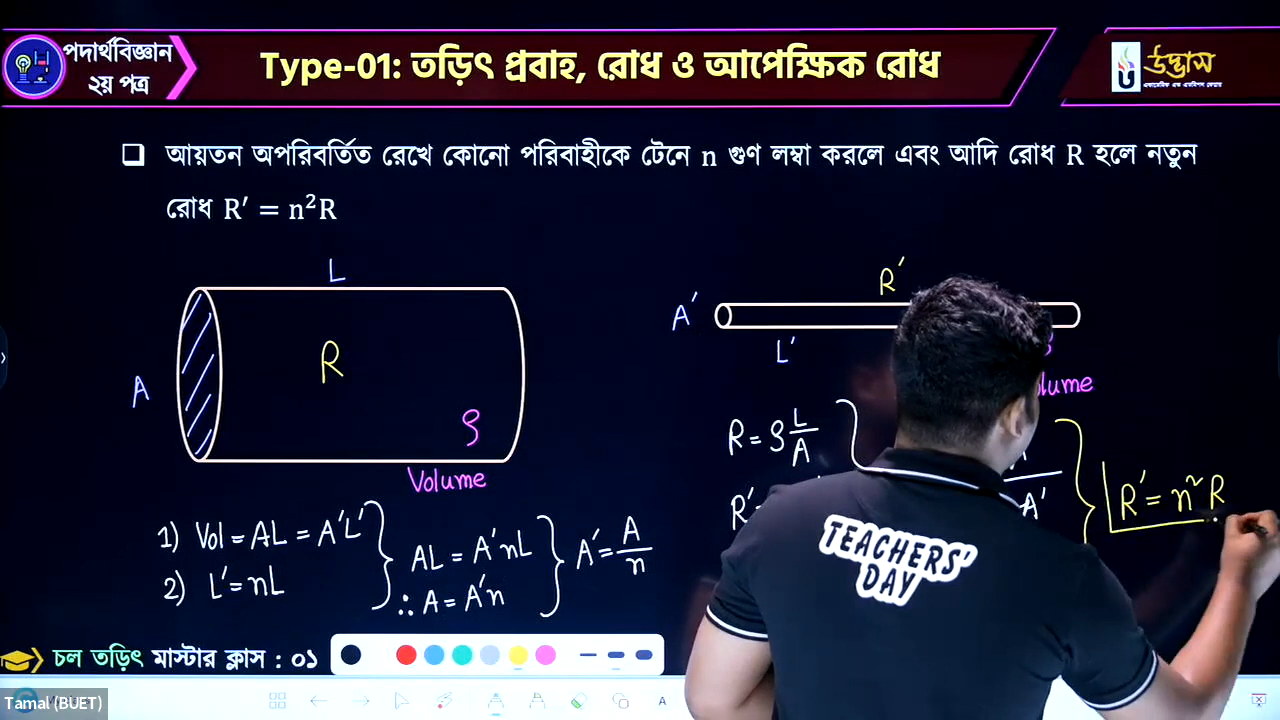 পদার্থবিজ্ঞান
২য় পত্র
Type-01: তড়িৎ প্রবাহ, রোধ ও আপেক্ষিক রোধ
উদ্ভাস
আয়তন অপরিবর্তিত রেখে কোনো পরিবাহীকে টেনে n গুণ লম্বা করলে এবং আদি রোধ R হলে নতুন
রোধ R′ = n²R
L
R
A
ρ
Volume
R′
A′
L′
lume
R = ρ L/A
R′=
A′
R′ = n²R
1) Vol = AL = A′L′
2) L′ = nL
AL = A′nL
∴ A = A′n
A′ = A/n
TEACHERS'
DAY
চল তড়িৎ মাস্টার ক্লাস : ০১
Tamal (BUET)
A